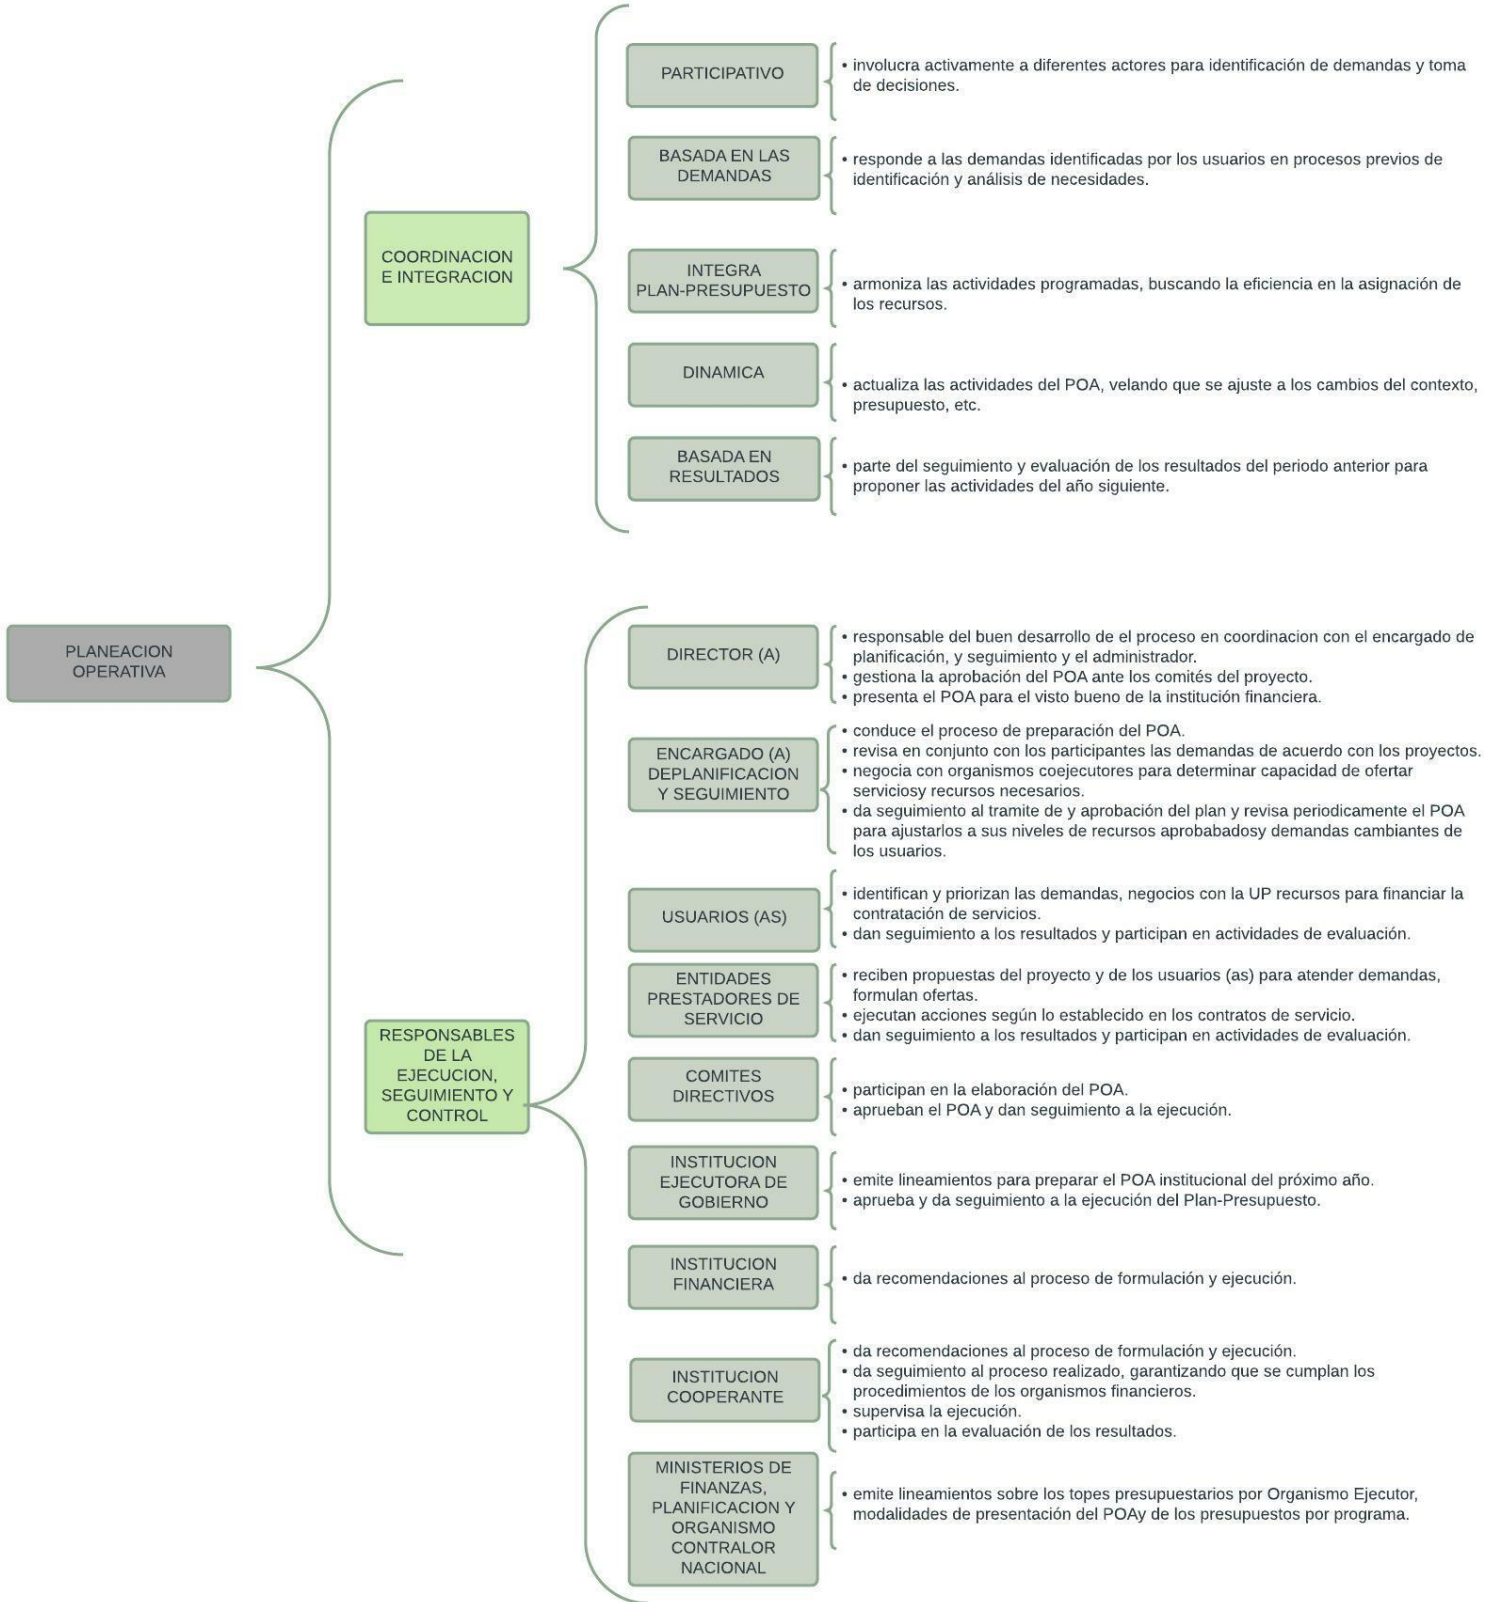 PLANEACION
OPERATIVA
COORDINACION
E INTEGRACION
PARTICIPATIVO
• involucra activamente a diferentes actores para identificación de demandas y toma
de decisiones.
BASADA EN LAS
DEMANDAS
• responde a las demandas identificadas por los usuarios en procesos previos de
identificación y análisis de necesidades.
INTEGRA
PLAN-PRESUPUESTO
• armoniza las actividades programadas, buscando la eficiencia en la asignación de
los recursos.
DINAMICA
• actualiza las actividades del POA, velando que se ajuste a los cambios del contexto,
presupuesto, etc.
BASADA EN
RESULTADOS
• parte del seguimiento y evaluación de los resultados del periodo anterior para
proponer las actividades del año siguiente.
RESPONSABLES
DE LA
EJECUCION,
SEGUIMIENTO Y
CONTROL
DIRECTOR (A)
• responsable del buen desarrollo de el proceso en coordinacion con el encargado de
planificación, y seguimiento y el administrador.
• gestiona la aprobación del POA ante los comités del proyecto.
• presenta el POA para el visto bueno de la institución financiera.
ENCARGADO (A)
DEPLANIFICACION
Y SEGUIMIENTO
• conduce el proceso de preparación del POA.
• revisa en conjunto con los participantes las demandas de acuerdo con los proyectos.
• negocia con organismos coejecutores para determinar capacidad de ofertar
serviciosy recursos necesarios.
• da seguimiento al tramite de y aprobación del plan y revisa periodicamente el POA
para ajustarlos a sus niveles de recursos aprobabadosy demandas cambiantes de
los usuarios.
USUARIOS (AS)
• identifican y priorizan las demandas, negocios con la UP recursos para financiar la
contratación de servicios.
• dan seguimiento a los resultados y participan en actividades de evaluación.
ENTIDADES
PRESTADORES DE
SERVICIO
• reciben propuestas del proyecto y de los usuarios (as) para atender demandas,
formulan ofertas.
• ejecutan acciones según lo establecido en los contratos de servicio.
• dan seguimiento a los resultados y participan en actividades de evaluación.
COMITES
DIRECTIVOS
• participan en la elaboración del POA.
• aprueban el POA y dan seguimiento a la ejecución.
INSTITUCION
EJECUTORA DE
GOBIERNO
• emite lineamientos para preparar el POA institucional del próximo año.
• aprueba y da seguimiento a la ejecución del Plan-Presupuesto.
INSTITUCION
FINANCIERA
• da recomendaciones al proceso de formulación y ejecución.
INSTITUCION
COOPERANTE
• da recomendaciones al proceso de formulación y ejecución.
• da seguimiento al proceso realizado, garantizando que se cumplan los
procedimientos de los organismos financieros.
• supervisa la ejecución.
• participa en la evaluación de los resultados.
MINISTERIOS DE
FINANZAS,
PLANIFICACION Y
ORGANISMO
CONTRALOR
NACIONAL
• emite lineamientos sobre los topes presupuestarios por Organismo Ejecutor,
modalidades de presentación del POAy de los presupuestos por programa.